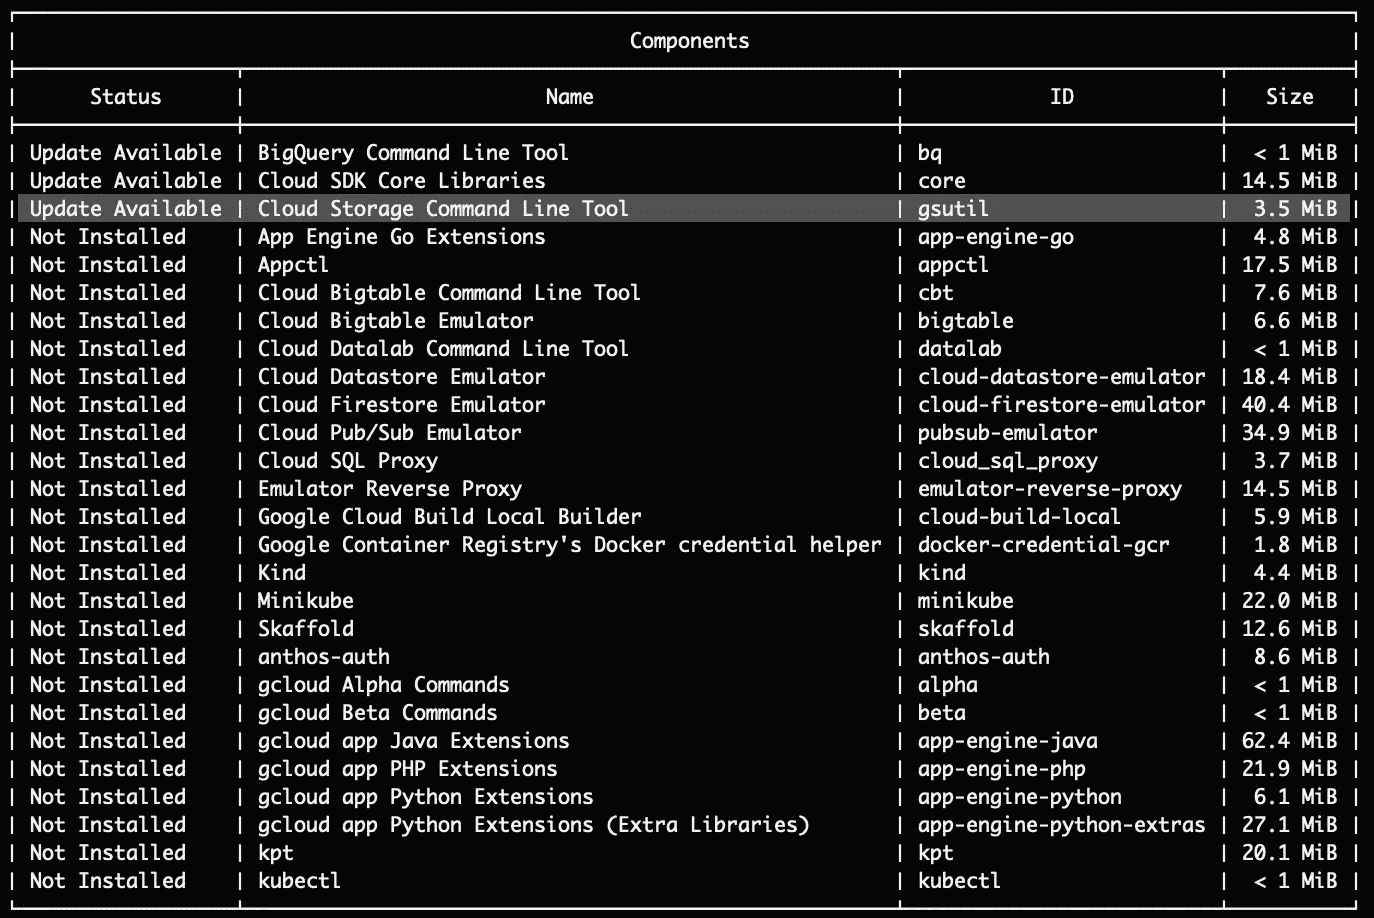 Components
Status | Name | ID | Size
Update Available | BigQuery Command Line Tool | bq | < 1 MiB
Update Available | Cloud SDK Core Libraries | core | 14.5 MiB
Update Available | Cloud Storage Command Line Tool | gsutil | 3.5 MiB
Not Installed | App Engine Go Extensions | app-engine-go | 4.8 MiB
Not Installed | Appctl | appctl | 17.5 MiB
Not Installed | Cloud Bigtable Command Line Tool | cbt | 7.6 MiB
Not Installed | Cloud Bigtable Emulator | bigtable | 6.6 MiB
Not Installed | Cloud Datalab Command Line Tool | datalab | < 1 MiB
Not Installed | Cloud Datastore Emulator | cloud-datastore-emulator | 18.4 MiB
Not Installed | Cloud Firestore Emulator | cloud-firestore-emulator | 40.4 MiB
Not Installed | Cloud Pub/Sub Emulator | pubsub-emulator | 34.9 MiB
Not Installed | Cloud SQL Proxy | cloud_sql_proxy | 3.7 MiB
Not Installed | Emulator Reverse Proxy | emulator-reverse-proxy | 14.5 MiB
Not Installed | Google Cloud Build Local Builder | cloud-build-local | 5.9 MiB
Not Installed | Google Container Registry's Docker credential helper | docker-credential-gcr | 1.8 MiB
Not Installed | Kind | kind | 4.4 MiB
Not Installed | Minikube | minikube | 22.0 MiB
Not Installed | Skaffold | skaffold | 12.6 MiB
Not Installed | anthos-auth | anthos-auth | 8.6 MiB
Not Installed | gcloud Alpha Commands | alpha | < 1 MiB
Not Installed | gcloud Beta Commands | beta | < 1 MiB
Not Installed | gcloud app Java Extensions | app-engine-java | 62.4 MiB
Not Installed | gcloud app PHP Extensions | app-engine-php | 21.9 MiB
Not Installed | gcloud app Python Extensions | app-engine-python | 6.1 MiB
Not Installed | gcloud app Python Extensions (Extra Libraries) | app-engine-python-extras | 27.1 MiB
Not Installed | kpt | kpt | 20.1 MiB
Not Installed | kubectl | kubectl | < 1 MiB